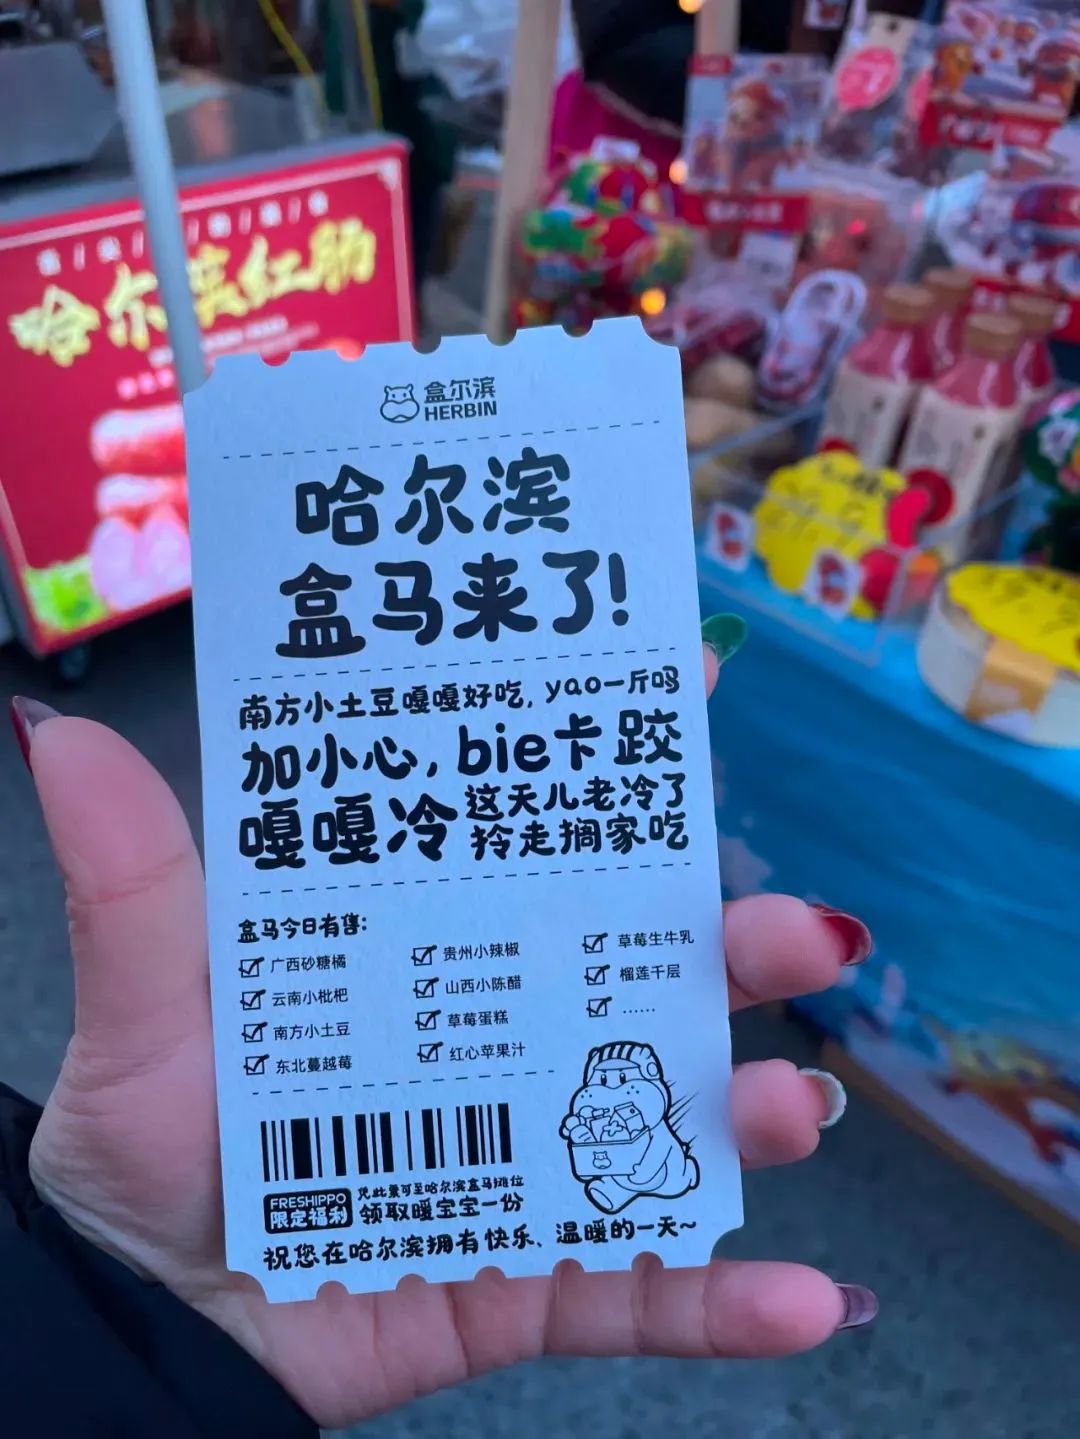 哈尔滨红肠
盒尔滨
HERBIN
哈尔滨
盒马来了!
南方小土豆嘎嘎好吃, yao一斤吗
加小心, bie卡跤
嘎嘎冷 这天儿老冷了
拎走搁家吃
盒马今日有售:
广西砂糖橘
云南小枇杷
南方小土豆
东北蔓越莓
贵州小辣椒
山西小陈醋
草莓蛋糕
红心苹果汁
草莓生牛乳
榴莲千层
……
FRESHIPPO
限定福利
凭此票可至哈尔滨盒马摊位
领取暖宝宝一份
祝您在哈尔滨拥有快乐、温暖的一天~